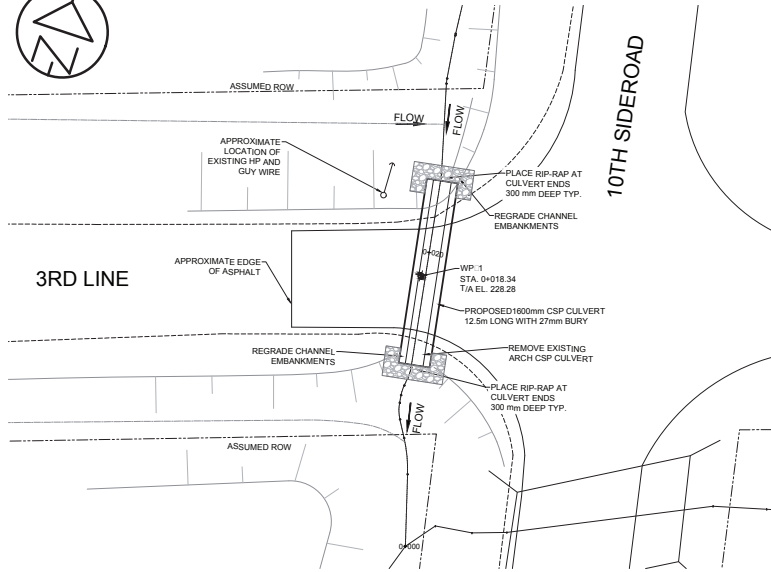 N
ASSUMED ROW
FLOW
FLOW
10TH SIDEROAD
APPROXIMATE
LOCATION OF
EXISTING HP AND
GUY WIRE
PLACE RIP-RAP AT
CULVERT ENDS
300 mm DEEP TYP.
REGRADE CHANNEL
EMBANKMENTS
0+020
3RD LINE
APPROXIMATE EDGE
OF ASPHALT
WP 1
STA. 0+018.34
T/A EL. 228.28
PROPOSED1600mm CSP CULVERT
12.5m LONG WITH 27mm BURY
REGRADE CHANNEL
EMBANKMENTS
REMOVE EXISTING
ARCH CSP CULVERT
PLACE RIP-RAP AT
CULVERT ENDS
300 mm DEEP TYP.
FLOW
ASSUMED ROW
0+000